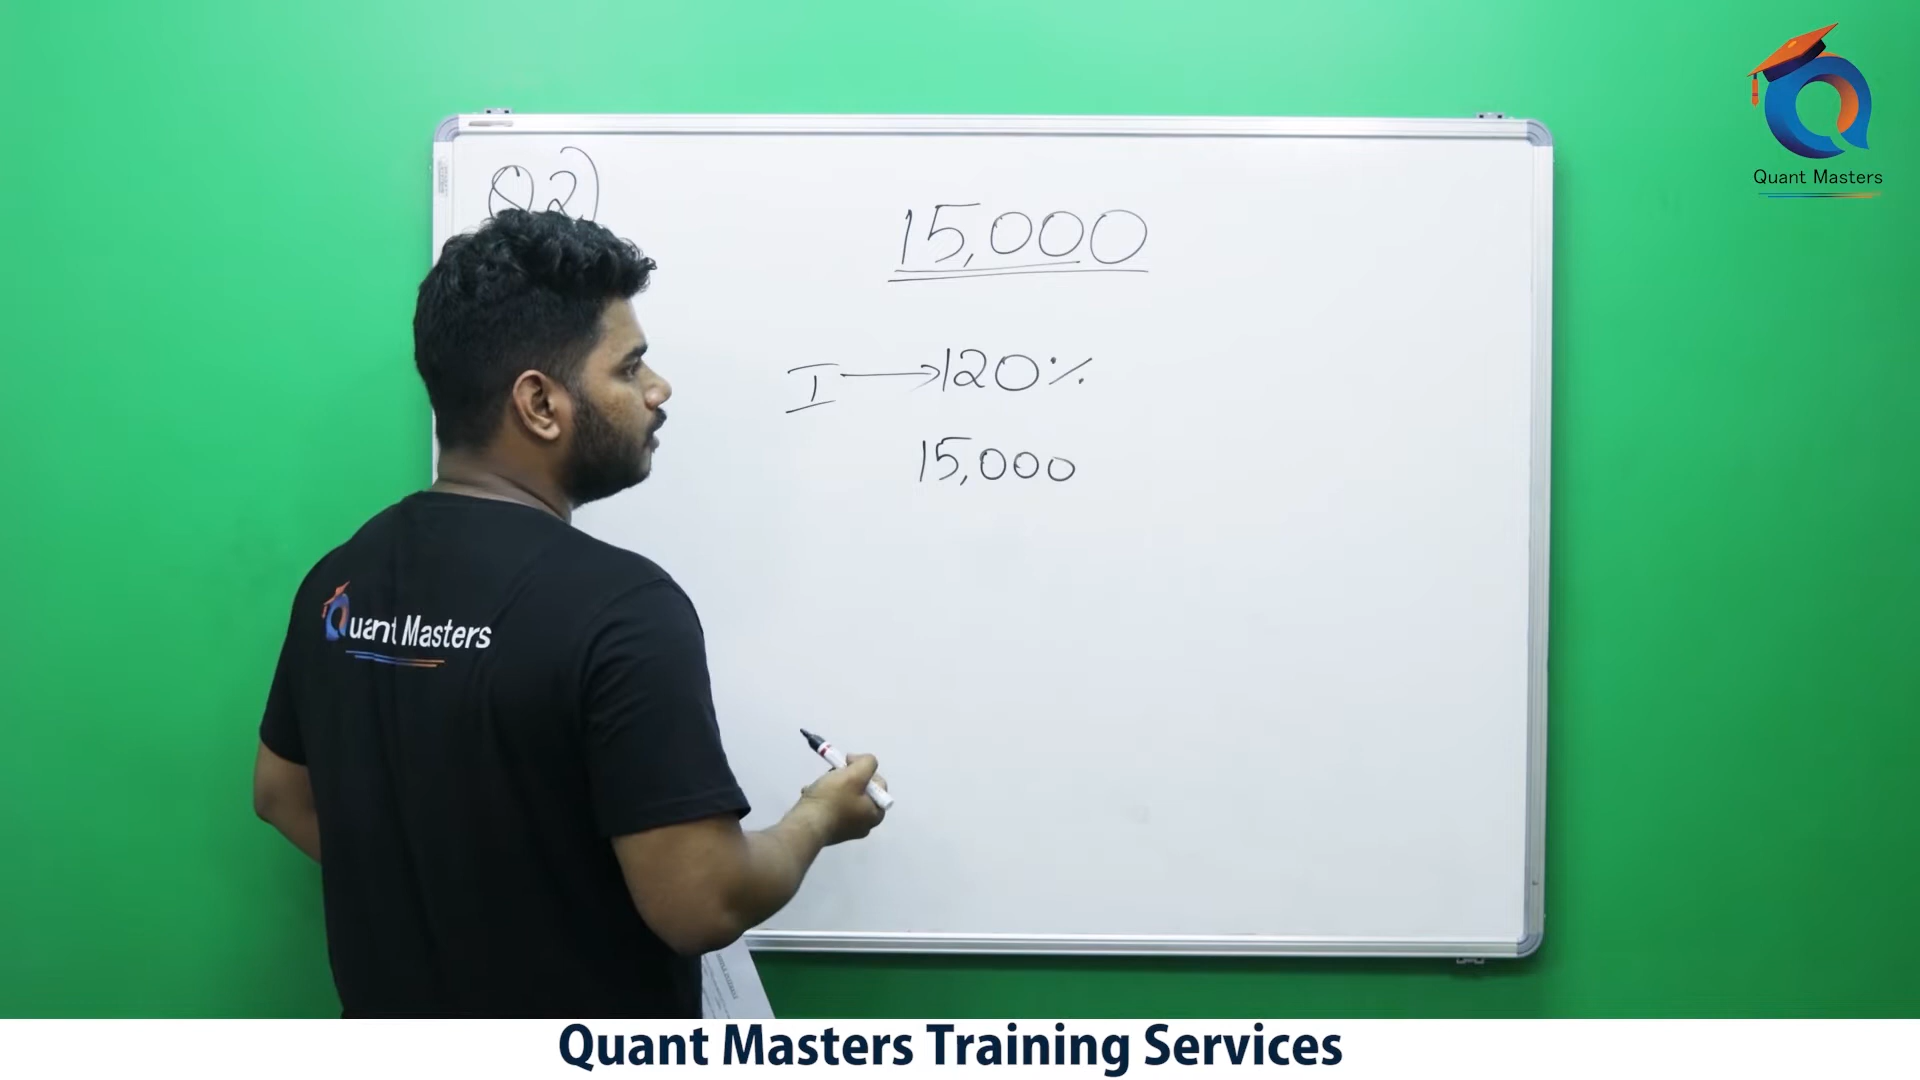 Q2)
15,000
I → 120%
15,000
Quant Masters
Quant Masters
Quant Masters Training Services